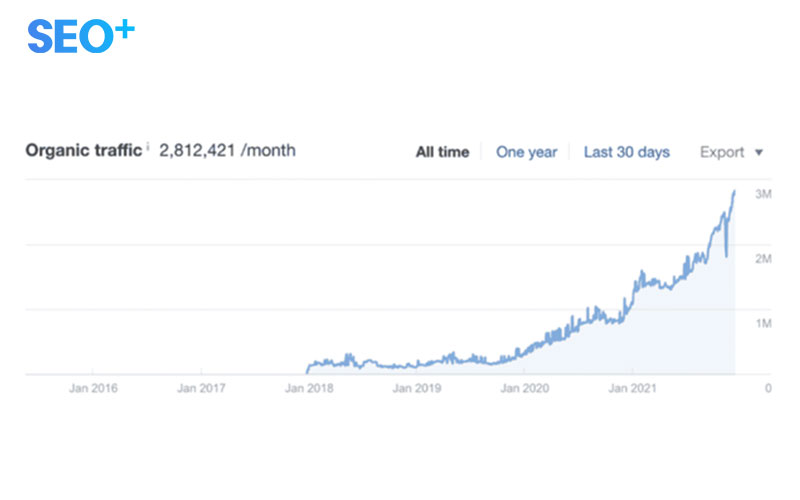 SEO+
Organic traffic i 2,812,421 /month
All time One year Last 30 days Export
3M
2M
1M
Jan 2016 Jan 2017 Jan 2018 Jan 2019 Jan 2020 Jan 2021 0